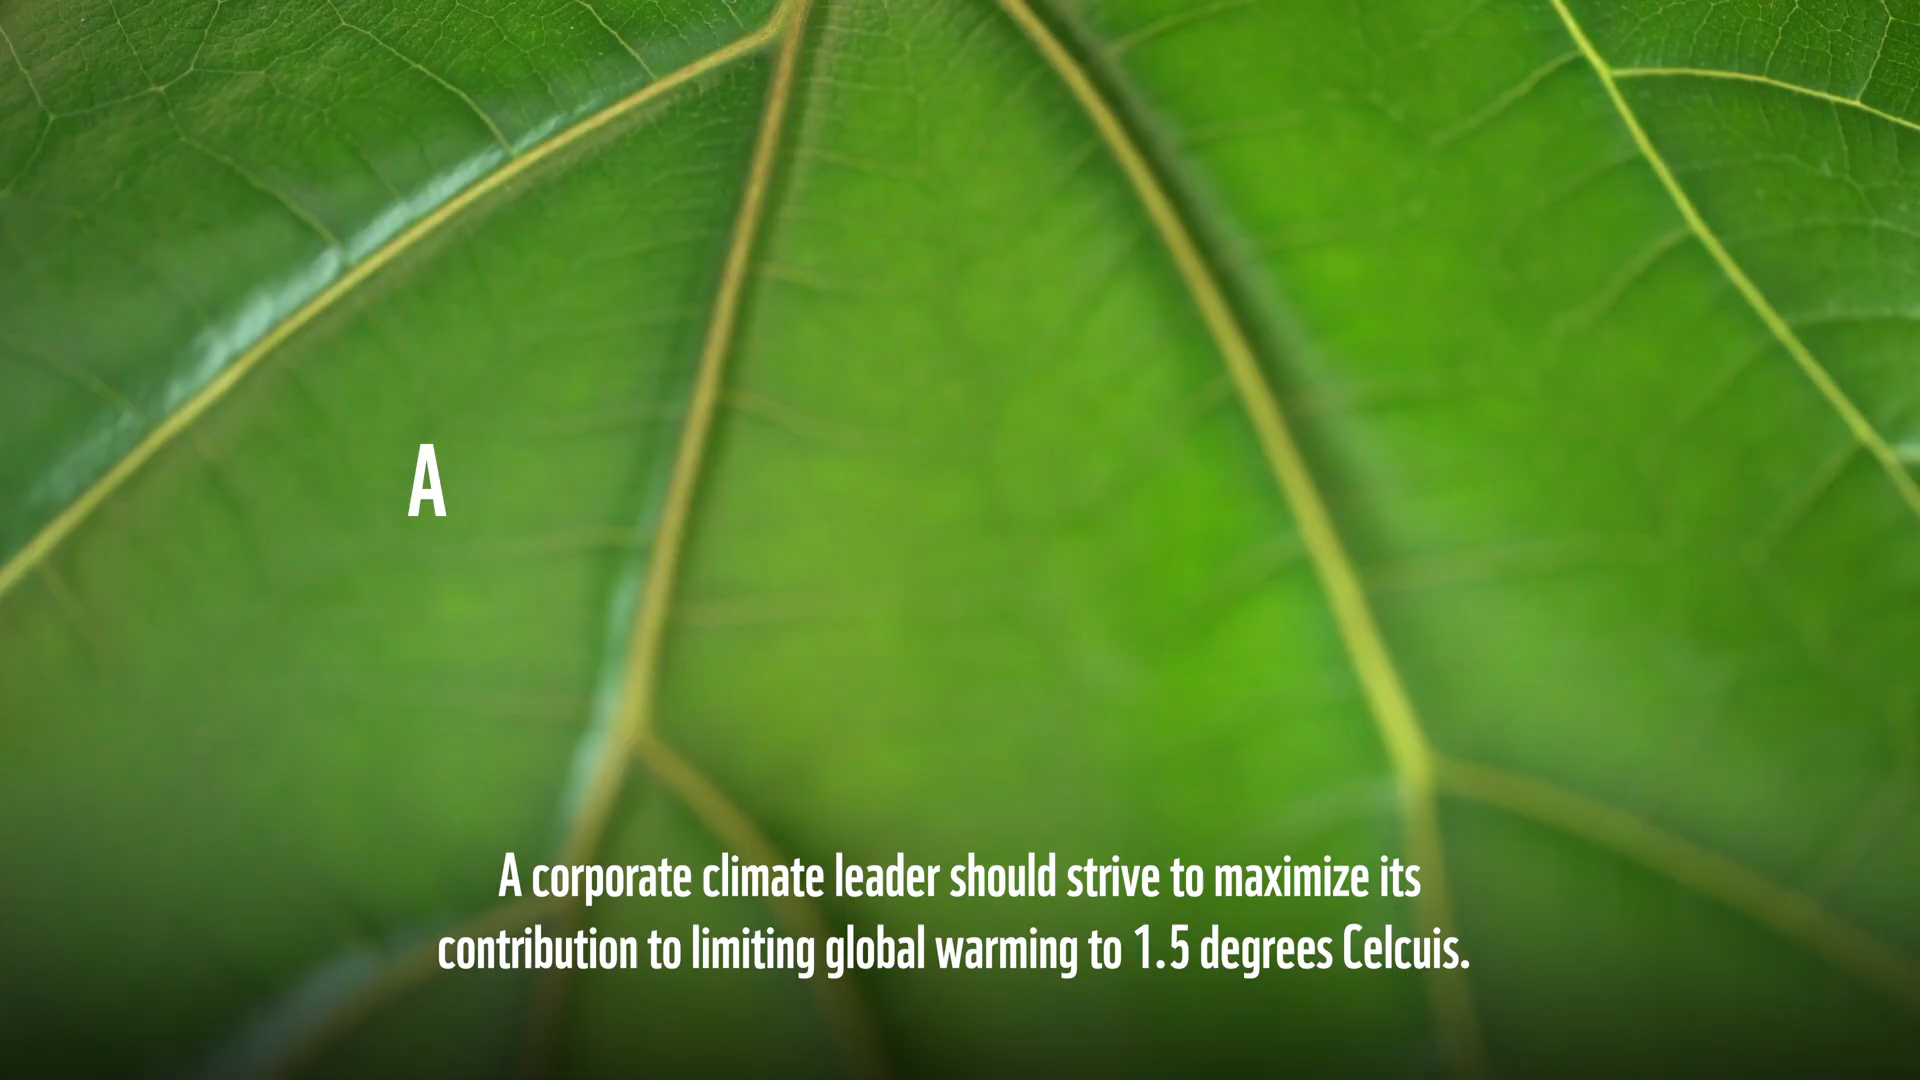 A
A corporate climate leader should strive to maximize its
contribution to limiting global warming to 1.5 degrees Celcuis.